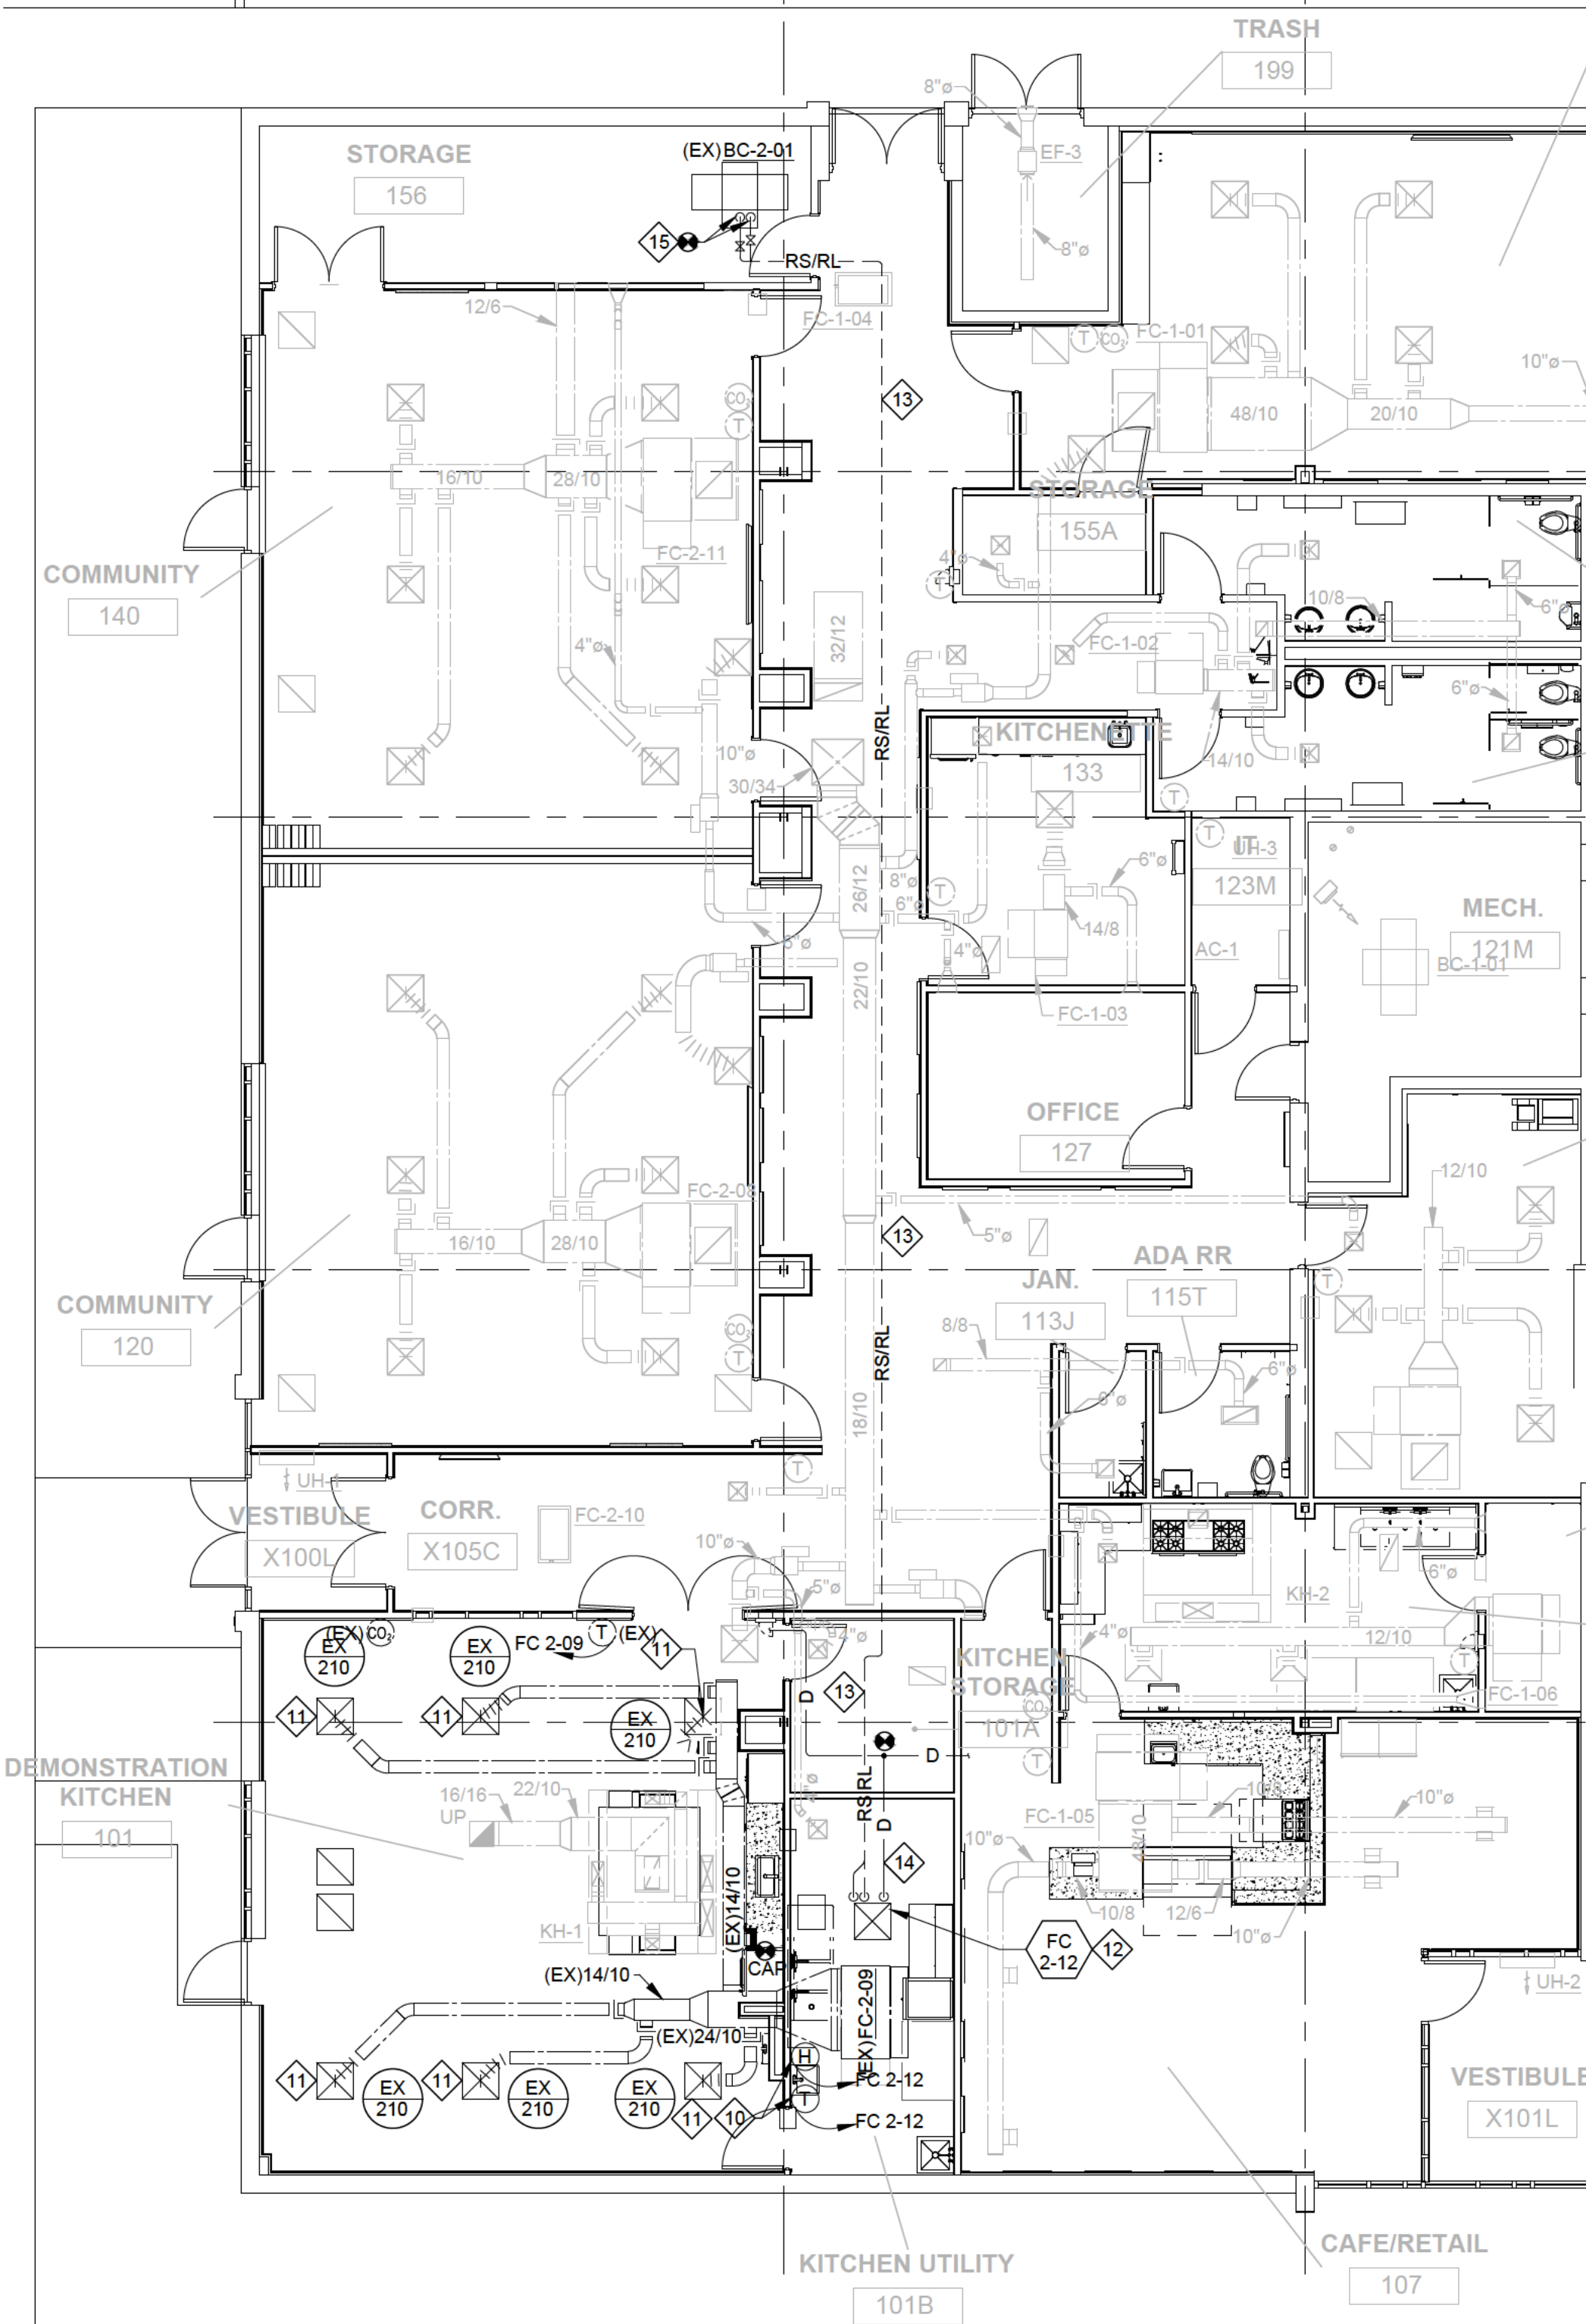 TRASH
199
8"ø
EF-3
8"ø
STORAGE
156
(EX) BC-2-01
15
RS/RL
FC-1-04
12/6
T
CO2
FC-1-01
10"ø
48/10
20/10
13
CO2
T
16/10
28/10
FC-2-11
STORAGE
155A
4"ø
T
COMMUNITY
140
10/8
6"ø
32/12
FC-1-02
4"ø
6"ø
RS/RL
KITCHENETTE
133
14/10
10"ø
30/34
T
T
IT
UH-3
123M
26/12
8"ø
6"ø
T
6"ø
14/8
4"ø
6"ø
AC-1
MECH.
121M
BC-1-01
22/10
FC-1-03
OFFICE
127
12/10
FC-2-08
16/10
28/10
13
5"ø
ADA RR
115T
JAN.
113J
T
COMMUNITY
120
CO2
T
8/8
RS/RL
6"ø
6"ø
18/10
UH-1
T
VESTIBULE
X100L
CORR.
X105C
FC-2-10
10"ø
5"ø
6"ø
KH-2
(EX) CO2
EX
210
EX
210
FC 2-09
T
(EX)
11
4"ø
4"ø
12/10
T
KITCHEN
STORAGE
101A
CO2
T
FC-1-06
D
13
11
11
EX
210
D
DEMONSTRATION
KITCHEN
101
16/16
UP
22/10
4"ø
RS/RL
D
FC-1-05
10"ø
10"ø
48/10
14
(EX)14/10
KH-1
10/8
12/6
10"ø
FC
2-12
12
CAP
(EX)14/10
(EX)FC-2-09
UH-2
(EX)24/10
H
FC 2-12
T
11
EX
210
11
EX
210
EX
210
11
10
FC 2-12
VESTIBULE
X101L
KITCHEN UTILITY
101B
CAFE/RETAIL
107